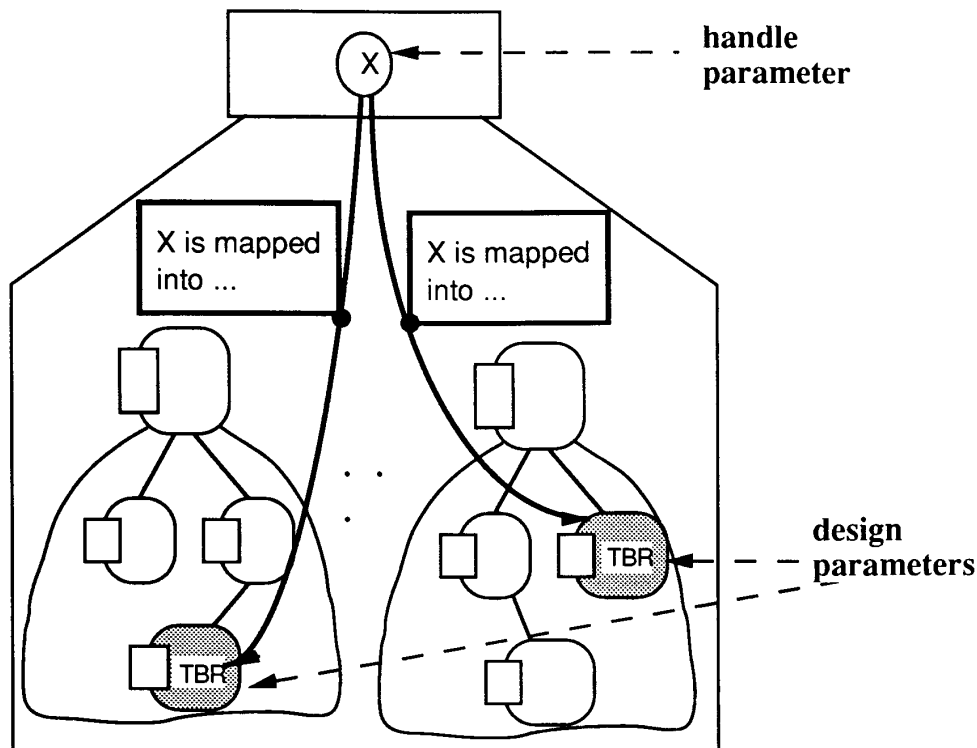 X
handle
parameter
X is mapped
into ...
X is mapped
into ...
TBR
design
parameters
TBR